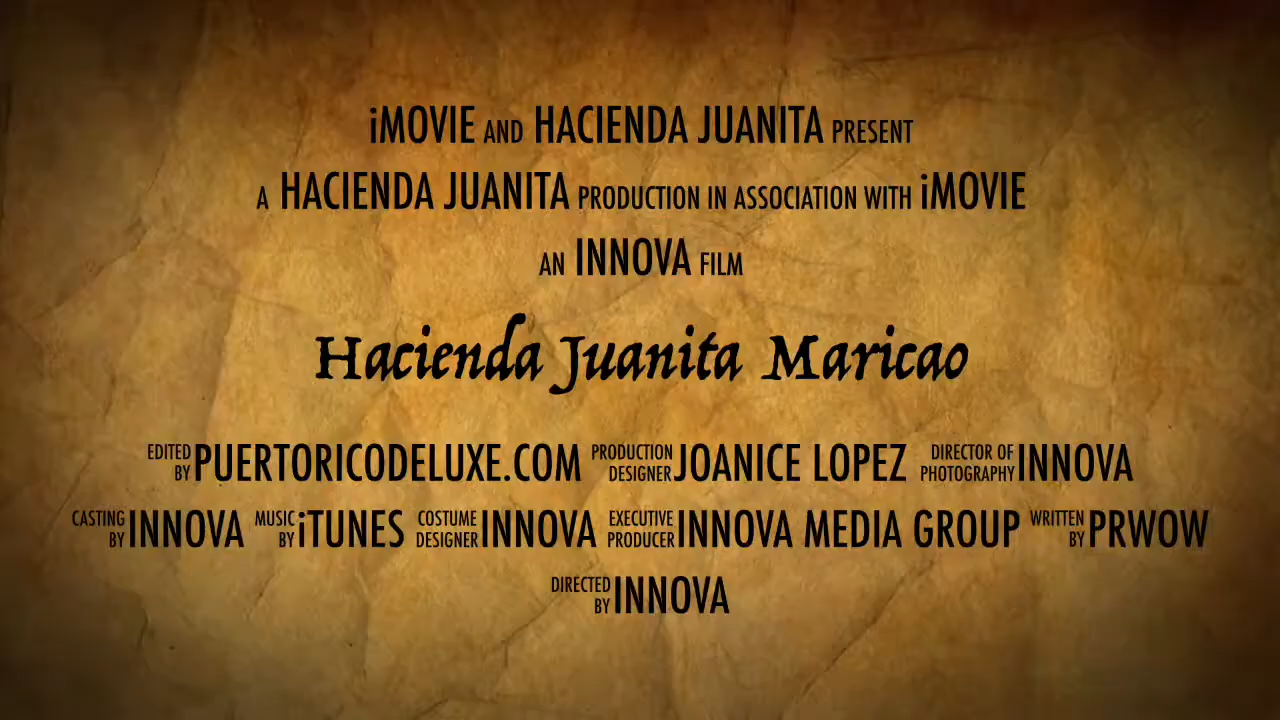 iMOVIE AND HACIENDA JUANITA PRESENT
A HACIENDA JUANITA PRODUCTION IN ASSOCIATION WITH iMOVIE
AN INNOVA FILM
Hacienda Juanita Maricao
EDITED BY PUERTORICODELUXE.COM PRODUCTION DESIGNER JOANICE LOPEZ DIRECTOR OF PHOTOGRAPHY INNOVA
CASTING BY INNOVA MUSIC BY iTUNES COSTUME DESIGNER INNOVA EXECUTIVE PRODUCER INNOVA MEDIA GROUP WRITTEN BY PRWOW
DIRECTED BY INNOVA